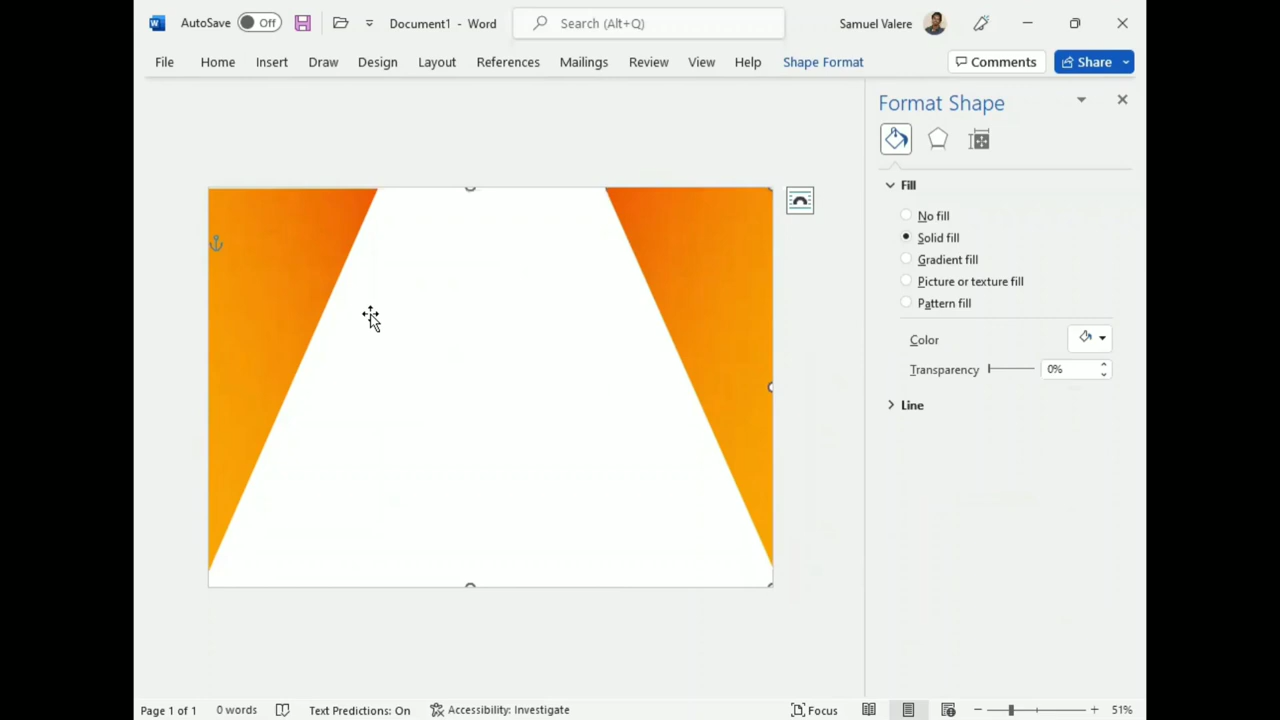 AutoSave Off Document1 - Word Search (Alt+Q) Samuel Valere
File Home Insert Draw Design Layout References Mailings Review View Help Shape Format Comments Share
Format Shape
Fill
No fill
Solid fill
Gradient fill
Picture or texture fill
Pattern fill
Color
Transparency 0%
Line
Page 1 of 1 0 words Text Predictions: On Accessibility: Investigate Focus 51%